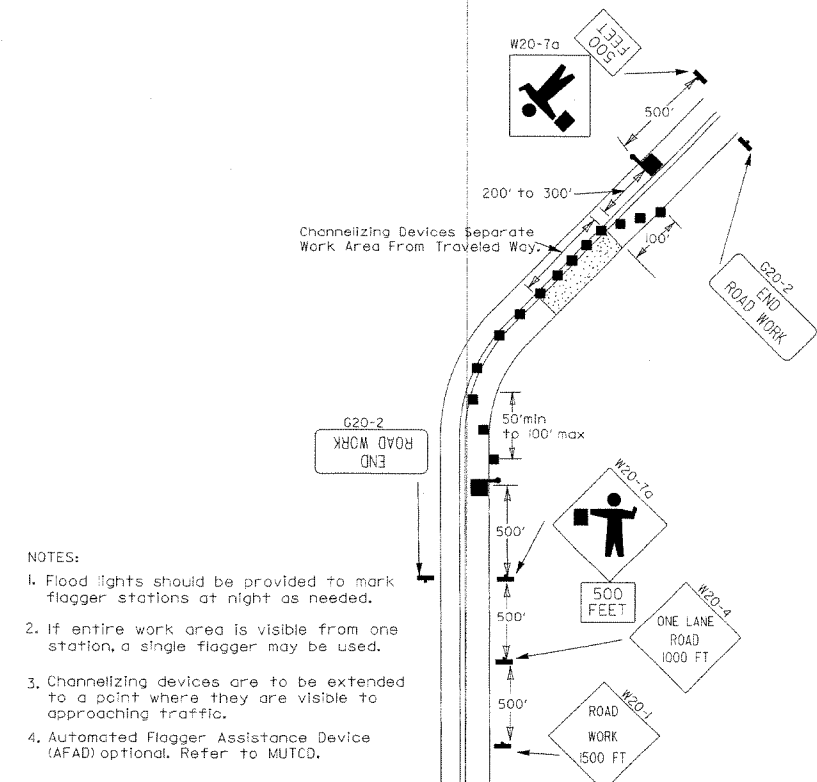 W20-7a
500
FEET
500'
200' to 300'
Channelizing Devices Separate
Work Area From Traveled Way.
100'
G20-2
END
ROAD WORK
50'min
to 100' max
G20-2
END
ROAD WORK
W20-7a
500'
500
FEET
500'
W20-4
ONE LANE
ROAD
1000 FT
500'
W20-1
ROAD
WORK
1500 FT
NOTES:
1. Flood lights should be provided to mark
flagger stations at night as needed.
2. If entire work area is visible from one
station, a single flagger may be used.
3. Channelizing devices are to be extended
to a point where they are visible to
approaching traffic.
4. Automated Flagger Assistance Device
(AFAD) optional. Refer to MUTCD.